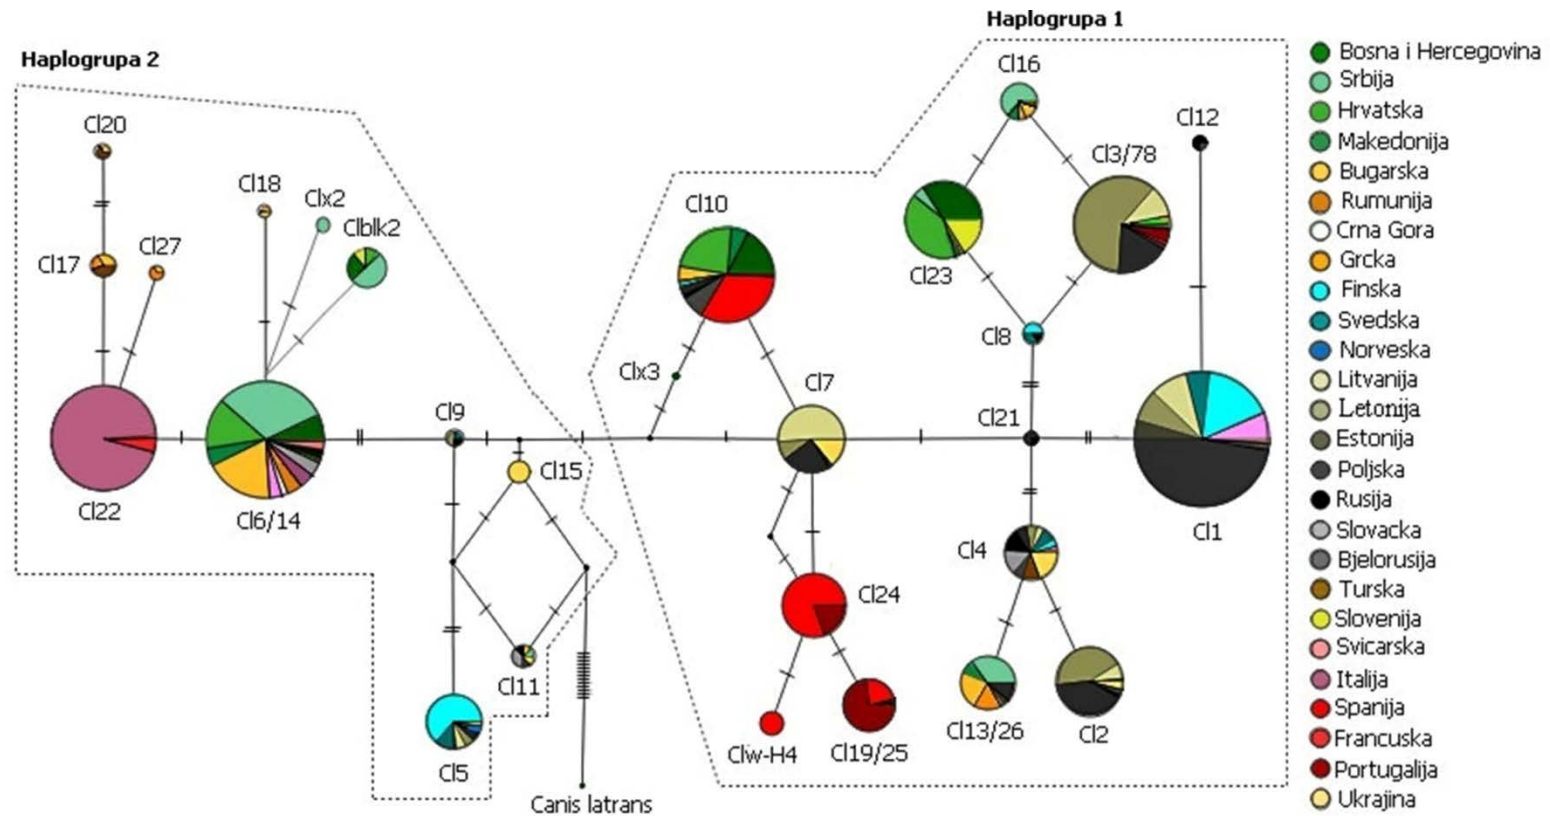 Haplogrupa 1
Haplogrupa 2
Cl20
Cl18
Clx2
Clblk2
Cl17
Cl27
Cl22
Cl6/14
Cl9
Cl15
Cl11
Cl5
Canis latrans
Cl16
Cl12
Cl3/78
Cl10
Cl23
Cl8
Clx3
Cl7
Cl21
Cl1
Cl4
Cl24
Clw-H4
Cl19/25
Cl13/26
Cl2
Bosna i Hercegovina
Srbija
Hrvatska
Makedonija
Bugarska
Rumunija
Crna Gora
Grcka
Finska
Svedska
Norveska
Litvanija
Letonija
Estonija
Poljska
Rusija
Slovacka
Bjelorusija
Turska
Slovenija
Svicarska
Italija
Spanija
Francuska
Portugalija
Ukrajina